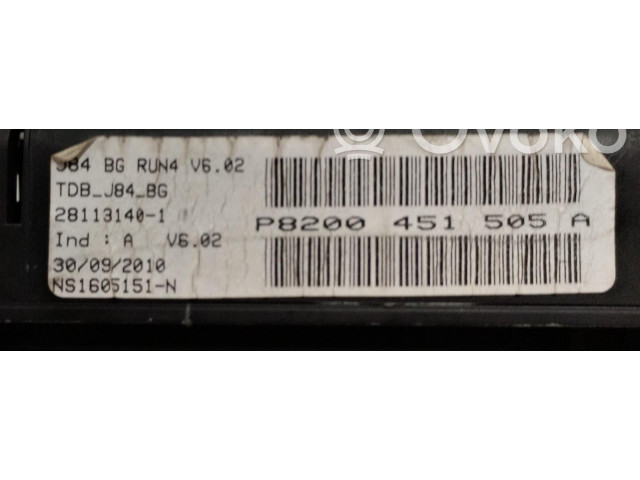 J84 BG RUN4 V6.02
TDB_J84_BG
28113140-1
Ind : A V6.02
30/09/2010
NS1605151-N
P8200 451 505 A
Ovoko